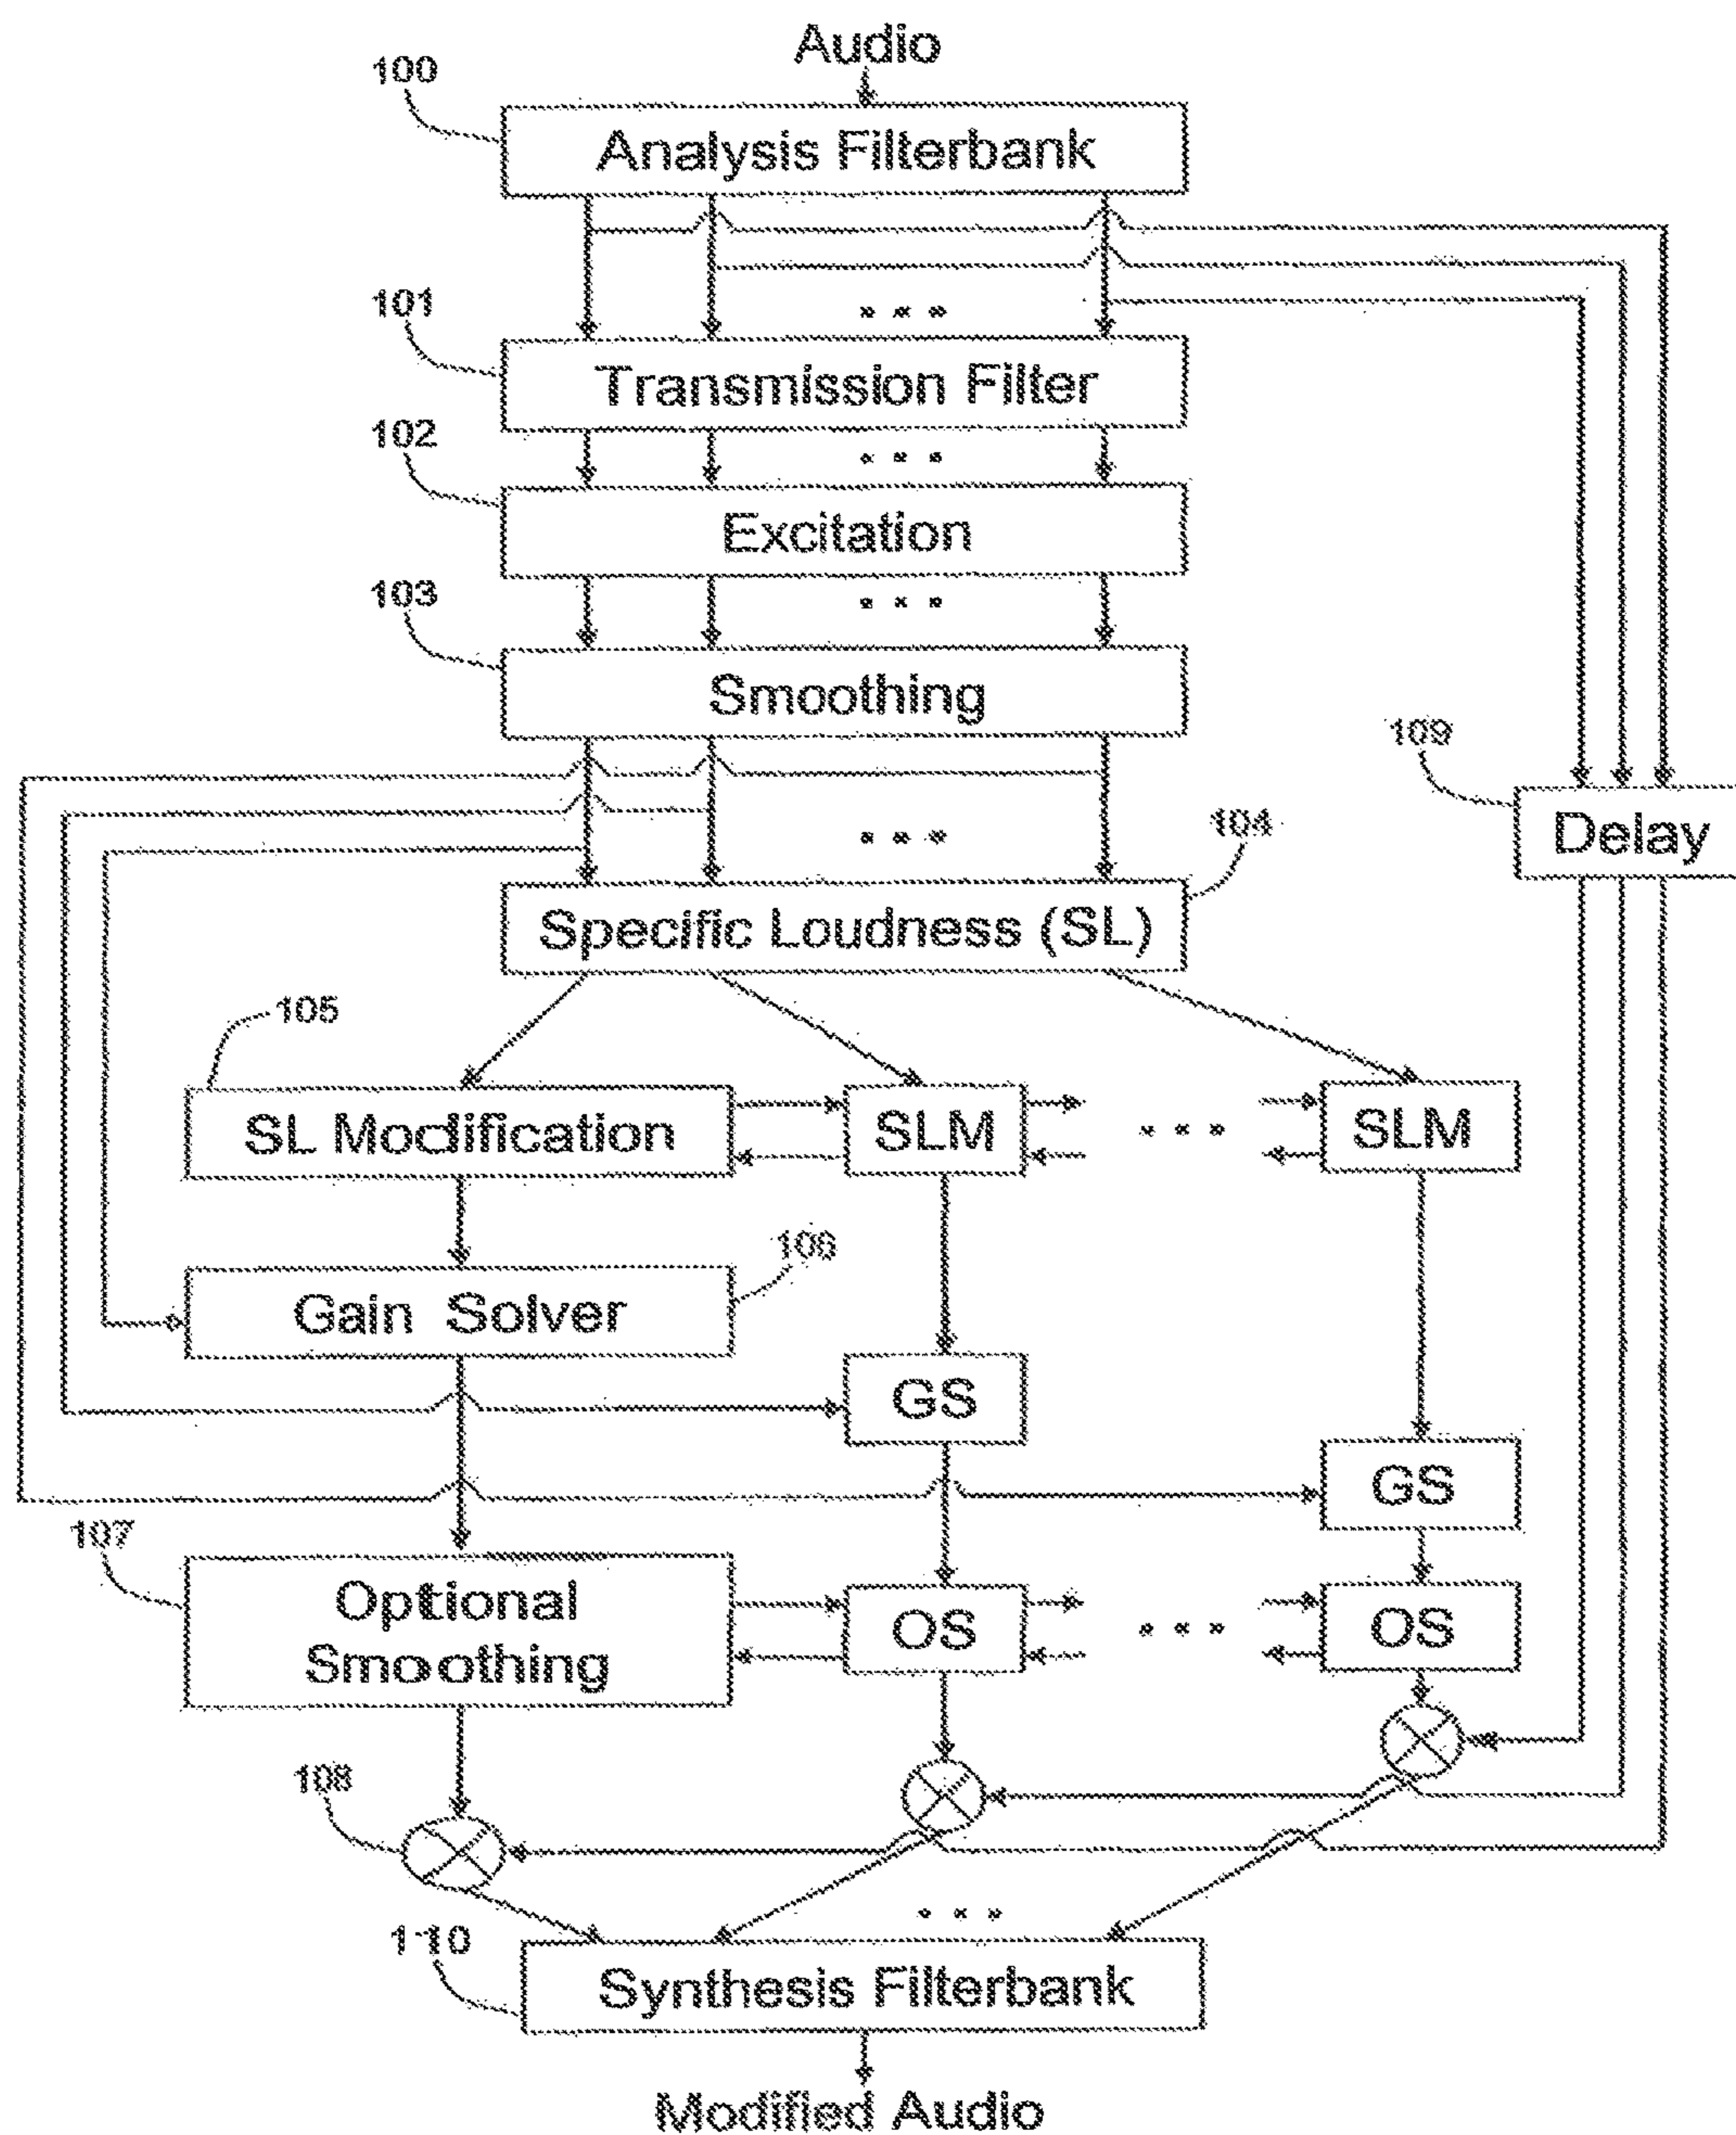 Audio
100
Analysis Filterbank
101
. . .
Transmission Filter
102
. . .
Excitation
103
. . .
Smoothing
109
Delay
. . .
104
Specific Loudness (SL)
105
SL Modification
SLM
. . .
SLM
106
Gain Solver
GS
GS
107
Optional
Smoothing
OS
. . .
OS
108
. . .
110
Synthesis Filterbank
Modified Audio